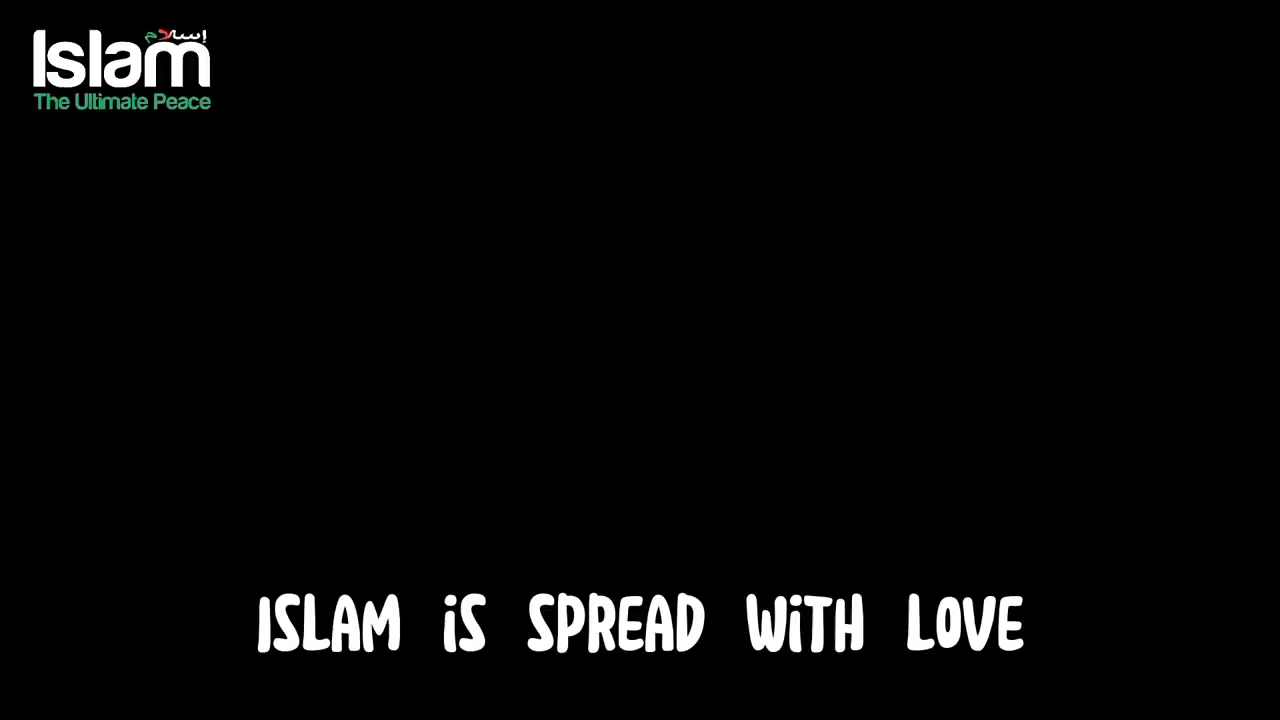 إسلام
Islam
The Ultimate Peace
ISLAM iS SPREAD WiTH LOVE